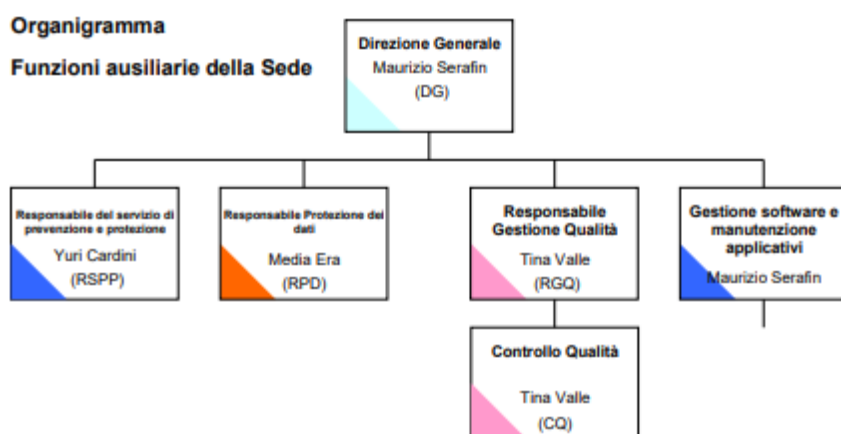 Organigramma
Funzioni ausiliarie della Sede
Direzione Generale
Maurizio Serafin
(DG)
Responsabile del servizio di
prevenzione e protezione
Yuri Cardini
(RSPP)
Responsabile Protezione dei
dati
Media Era
(RPD)
Responsabile
Gestione Qualità
Tina Valle
(RGQ)
Gestione software e
manutenzione
applicativi
Maurizio Serafin
Controllo Qualità
Tina Valle
(CQ)